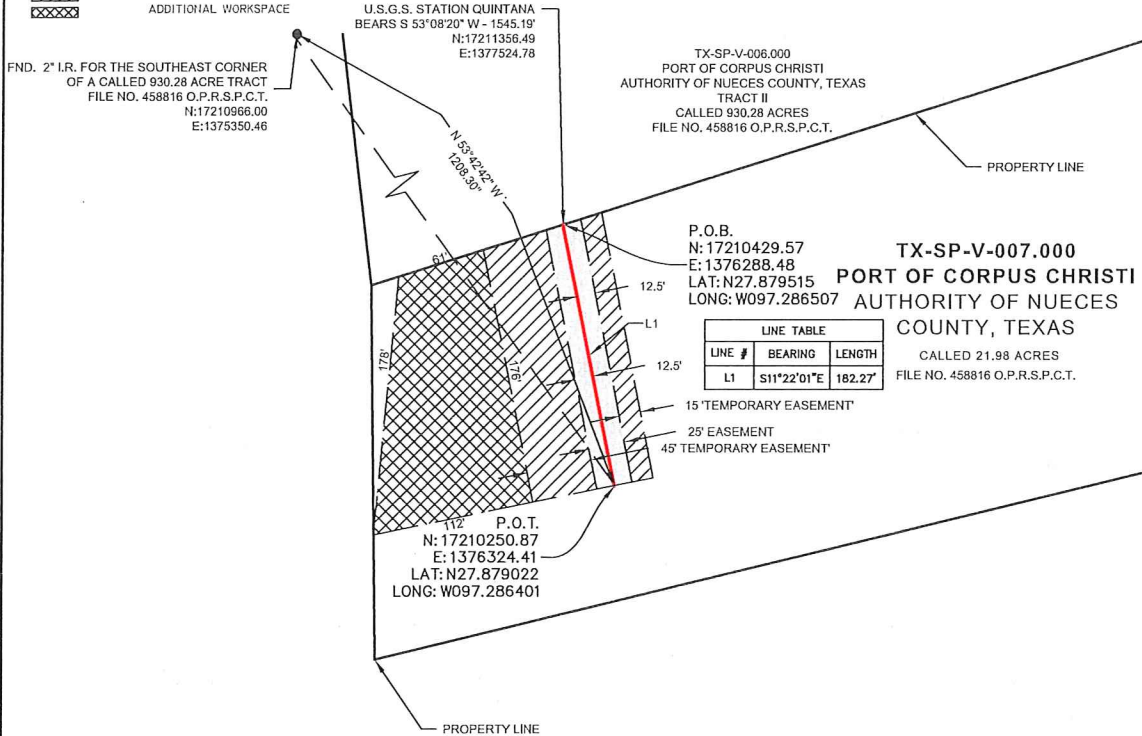 ADDITIONAL WORKSPACE
U.S.G.S. STATION QUINTANA
BEARS S 53°08'20" W - 1545.19'
N:17211356.49
E:1377524.78
FND. 2" I.R. FOR THE SOUTHEAST CORNER
OF A CALLED 930.28 ACRE TRACT
FILE NO. 458816 O.P.R.S.P.C.T.
N:17210966.00
E:1375350.46
TX-SP-V-006.000
PORT OF CORPUS CHRISTI
AUTHORITY OF NUECES COUNTY, TEXAS
TRACT II
CALLED 930.28 ACRES
FILE NO. 458816 O.P.R.S.P.C.T.
N 53°42'42" W
1208.30"
PROPERTY LINE
P.O.B.
N: 17210429.57
E: 1376288.48
LAT: N27.879515
LONG: W097.286507
TX-SP-V-007.000
PORT OF CORPUS CHRISTI
AUTHORITY OF NUECES
COUNTY, TEXAS
CALLED 21.98 ACRES
FILE NO. 458816 O.P.R.S.P.C.T.
LINE TABLE
LINE # BEARING LENGTH
L1 S11°22'01"E 182.27'
61'
12.5'
L1
12.5'
178'
176'
15 'TEMPORARY EASEMENT'
25' EASEMENT
45' TEMPORARY EASEMENT'
112'
P.O.T.
N: 17210250.87
E: 1376324.41
LAT: N27.879022
LONG: W097.286401
PROPERTY LINE